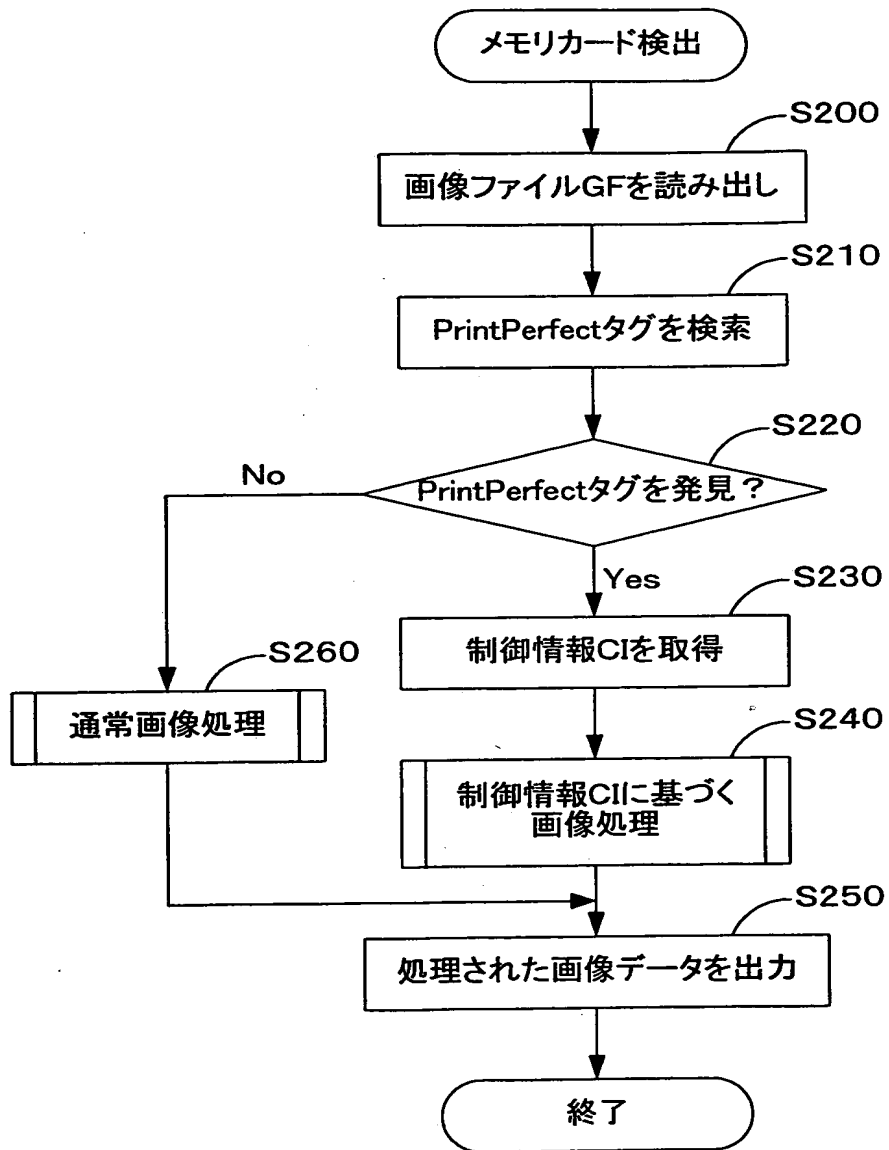 メモリカード検出
S200
画像ファイルGFを読み出し
S210
PrintPerfectタグを検索
S220
PrintPerfectタグを発見？
No
Yes
S230
制御情報CIを取得
S260
通常画像処理
S240
制御情報CIに基づく
画像処理
S250
処理された画像データを出力
終了